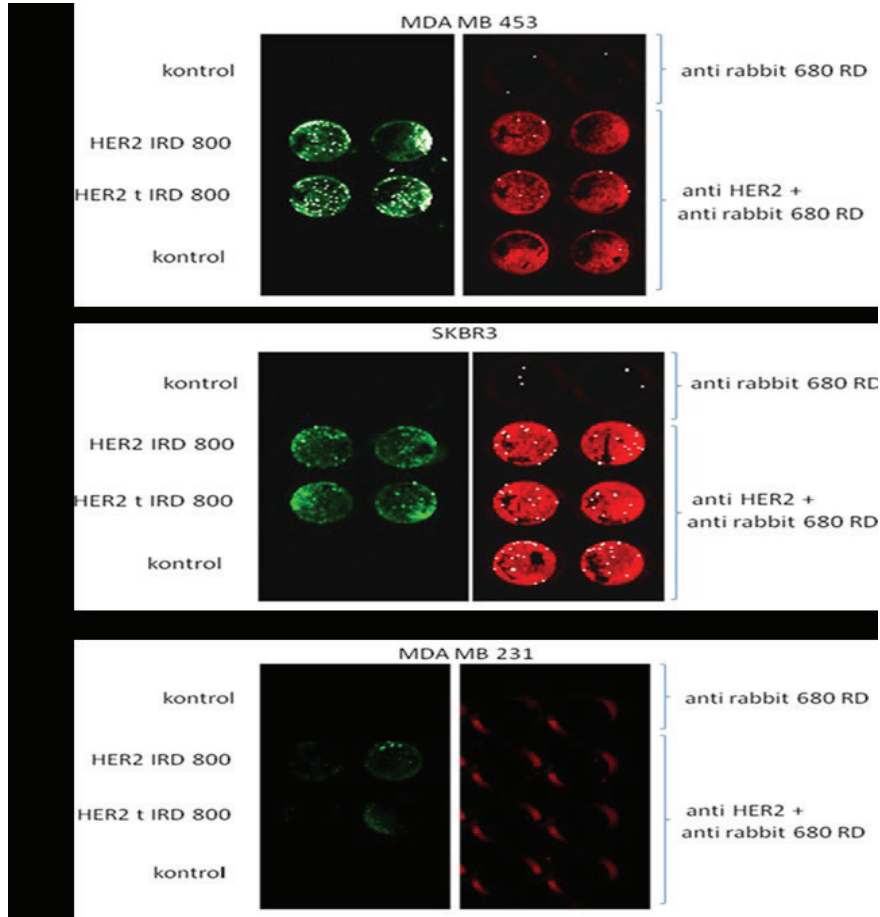 MDA MB 453
kontrol
anti rabbit 680 RD
HER2 IRD 800
HER2 t IRD 800
anti HER2 +
anti rabbit 680 RD
kontrol
SKBR3
kontrol
anti rabbit 680 RD
HER2 IRD 800
HER2 t IRD 800
anti HER2 +
anti rabbit 680 RD
kontrol
MDA MB 231
kontrol
anti rabbit 680 RD
HER2 IRD 800
HER2 t IRD 800
anti HER2 +
anti rabbit 680 RD
kontrol